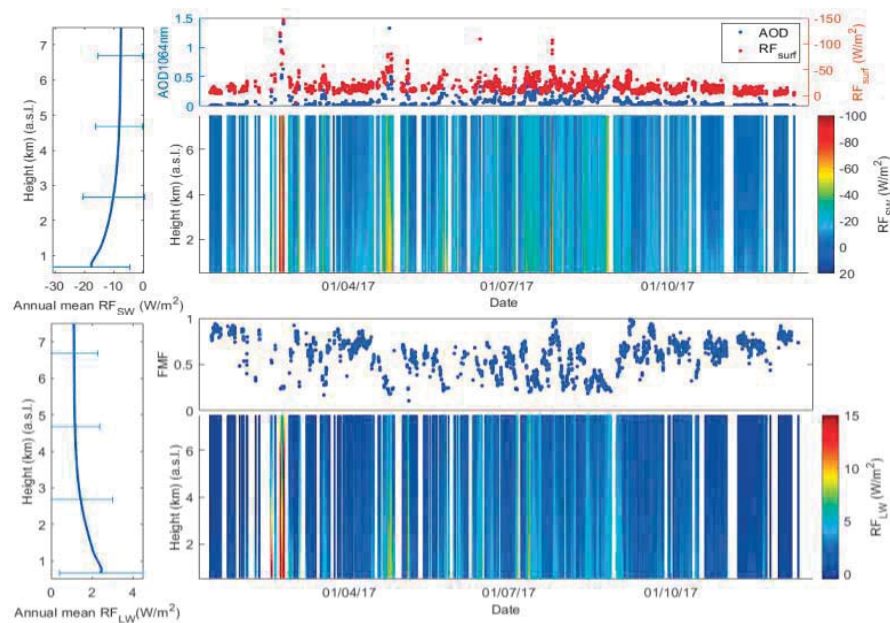 7
6
5
4
3
2
1
Height (km) (a.s.l.)
-30 -20 -10 0
Annual mean RF_SW (W/m²)
1.5
1
0.5
0
AOD1064nm
AOD
RF_surf
-150
-100
-50
0
RF_surf (W/m²)
6
4
2
Height (km) (a.s.l.)
01/04/17 01/07/17 01/10/17
Date
-100
-80
-60
-40
-20
0
20
RF_SW (W/m²)
7
6
5
4
3
2
1
Height (km) (a.s.l.)
0 2 4
Annual mean RF_LW (W/m²)
1
0.5
0
FMF
6
4
2
Height (km) (a.s.l.)
01/04/17 01/07/17 01/10/17
Date
15
10
5
0
RF_LW (W/m²)